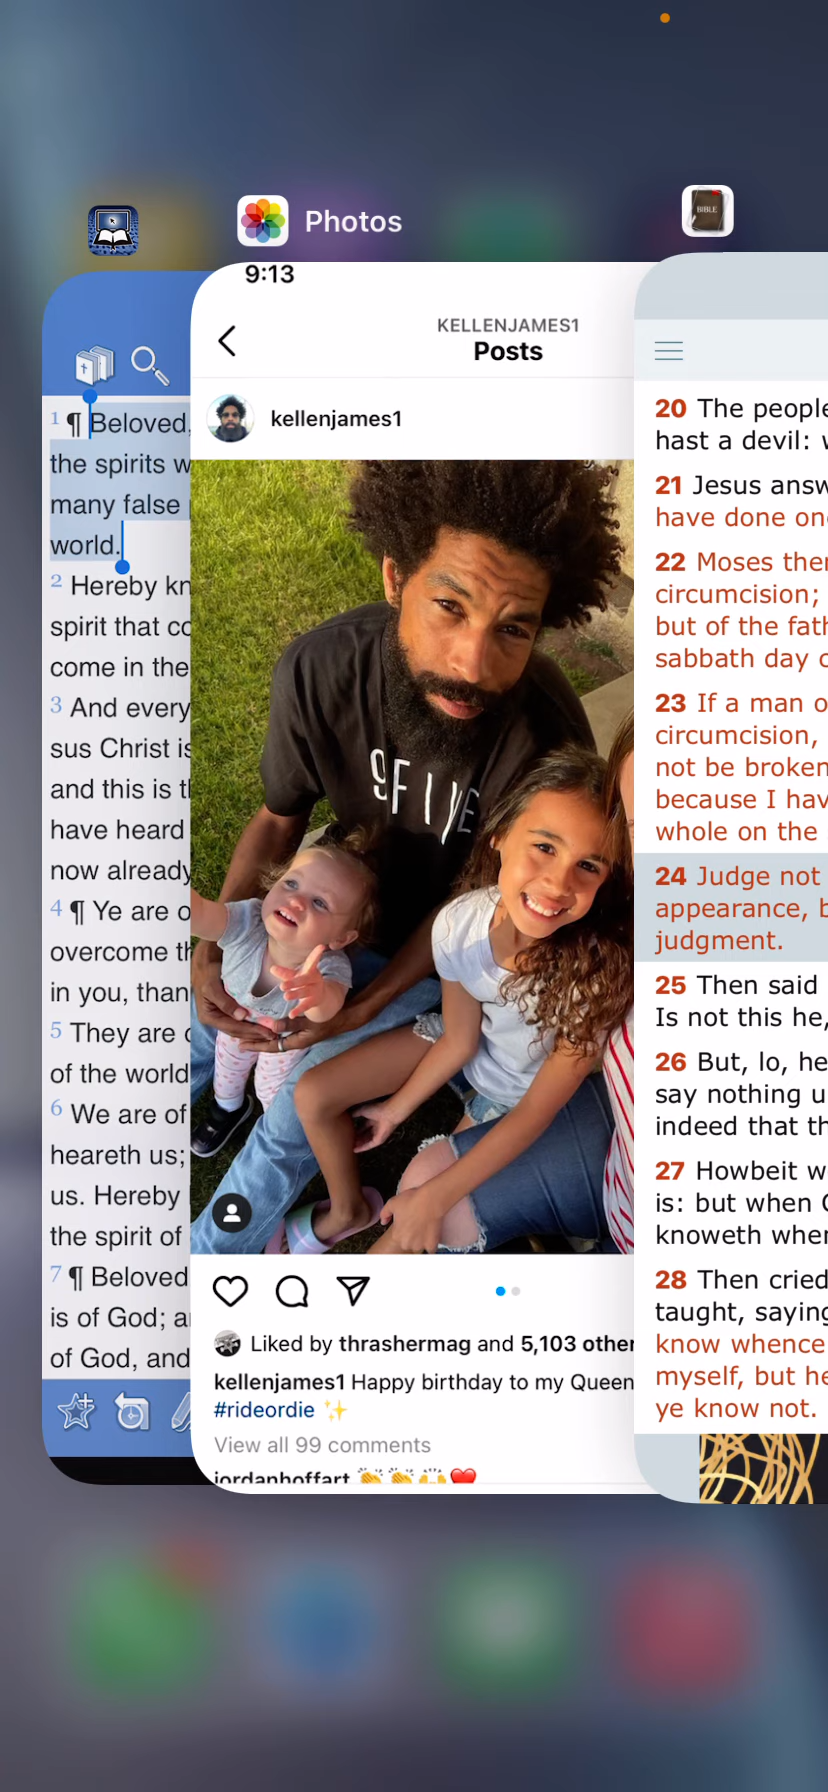 Photos
BIBLE
1 ¶ Beloved,
the spirits w
many false
world.
2 Hereby kn
spirit that co
come in the
3 And every
sus Christ is
and this is t
have heard
now already
4 ¶ Ye are o
overcome th
in you, than
5 They are
of the world
6 We are of
heareth us;
us. Hereby
the spirit of
7 ¶ Beloved
is of God; a
of God, and
9:13
KELLENJAMES1
Posts
kellenjames1
9FIVE
Liked by thrashermag and 5,103 other
kellenjames1 Happy birthday to my Queen
#rideordie ✨
View all 99 comments
jordanhoffart 👏👏🙌❤️
20 The people
hast a devil: w
21 Jesus answ
have done on
22 Moses ther
circumcision;
but of the fath
sabbath day o
23 If a man o
circumcision,
not be broken
because I hav
whole on the
24 Judge not
appearance, b
judgment.
25 Then said
Is not this he,
26 But, lo, he
say nothing u
indeed that th
27 Howbeit w
is: but when C
knoweth when
28 Then cried
taught, saying
know whence
myself, but he
ye know not.